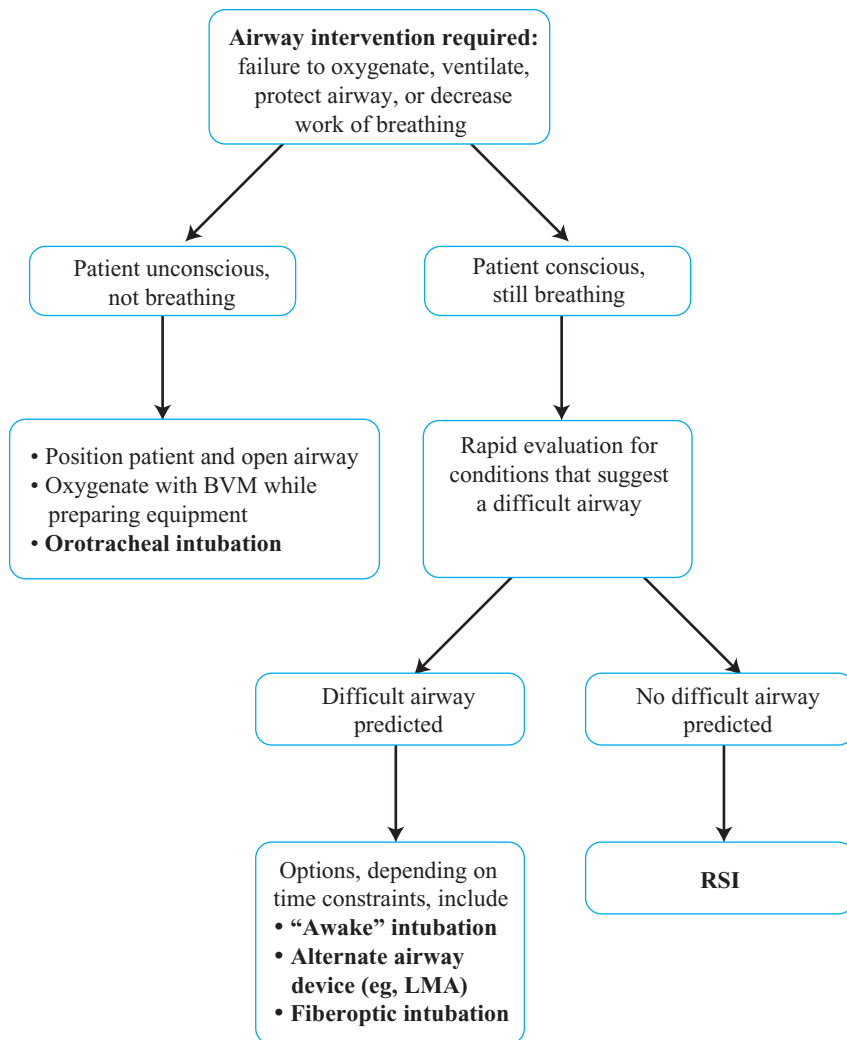 Airway intervention required:
failure to oxygenate, ventilate,
protect airway, or decrease
work of breathing
Patient unconscious,
not breathing
Patient conscious,
still breathing
• Position patient and open airway
• Oxygenate with BVM while
preparing equipment
• Orotracheal intubation
Rapid evaluation for
conditions that suggest
a difficult airway
Difficult airway
predicted
No difficult airway
predicted
Options, depending on
time constraints, include
• “Awake” intubation
• Alternate airway
device (eg, LMA)
• Fiberoptic intubation
RSI